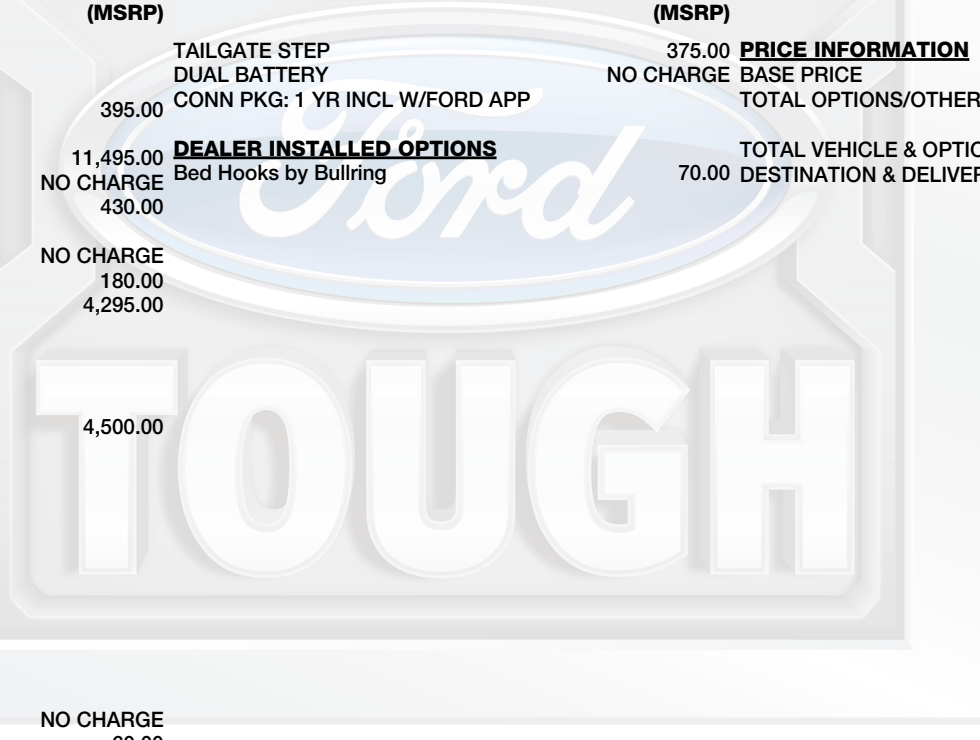 (MSRP)
395.00
11,495.00
NO CHARGE
430.00
NO CHARGE
180.00
4,295.00
4,500.00
NO CHARGE
TAILGATE STEP
DUAL BATTERY
CONN PKG: 1 YR INCL W/FORD APP
DEALER INSTALLED OPTIONS
Bed Hooks by Bullring
(MSRP)
375.00
NO CHARGE
70.00
PRICE INFORMATION
BASE PRICE
TOTAL OPTIONS/OTHER
TOTAL VEHICLE & OPTIO
DESTINATION & DELIVER
Ford
TOUGH